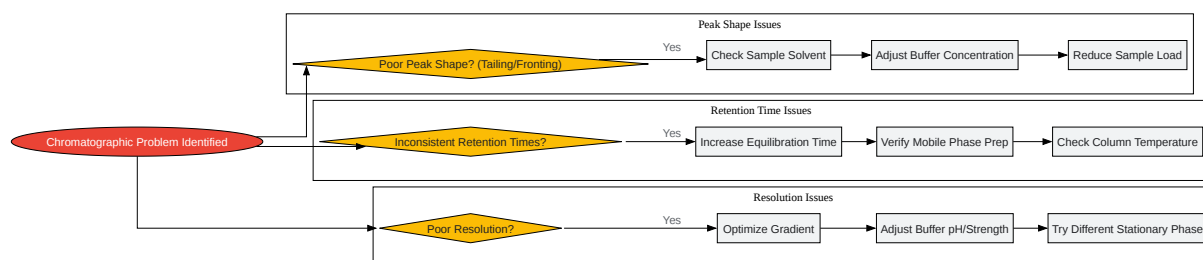 Peak Shape Issues
Poor Peak Shape? (Tailing/Fronting)
Yes
Check Sample Solvent
Adjust Buffer Concentration
Reduce Sample Load
Chromatographic Problem Identified
Retention Time Issues
Inconsistent Retention Times?
Yes
Increase Equilibration Time
Verify Mobile Phase Prep
Check Column Temperature
Resolution Issues
Poor Resolution?
Yes
Optimize Gradient
Adjust Buffer pH/Strength
Try Different Stationary Phase